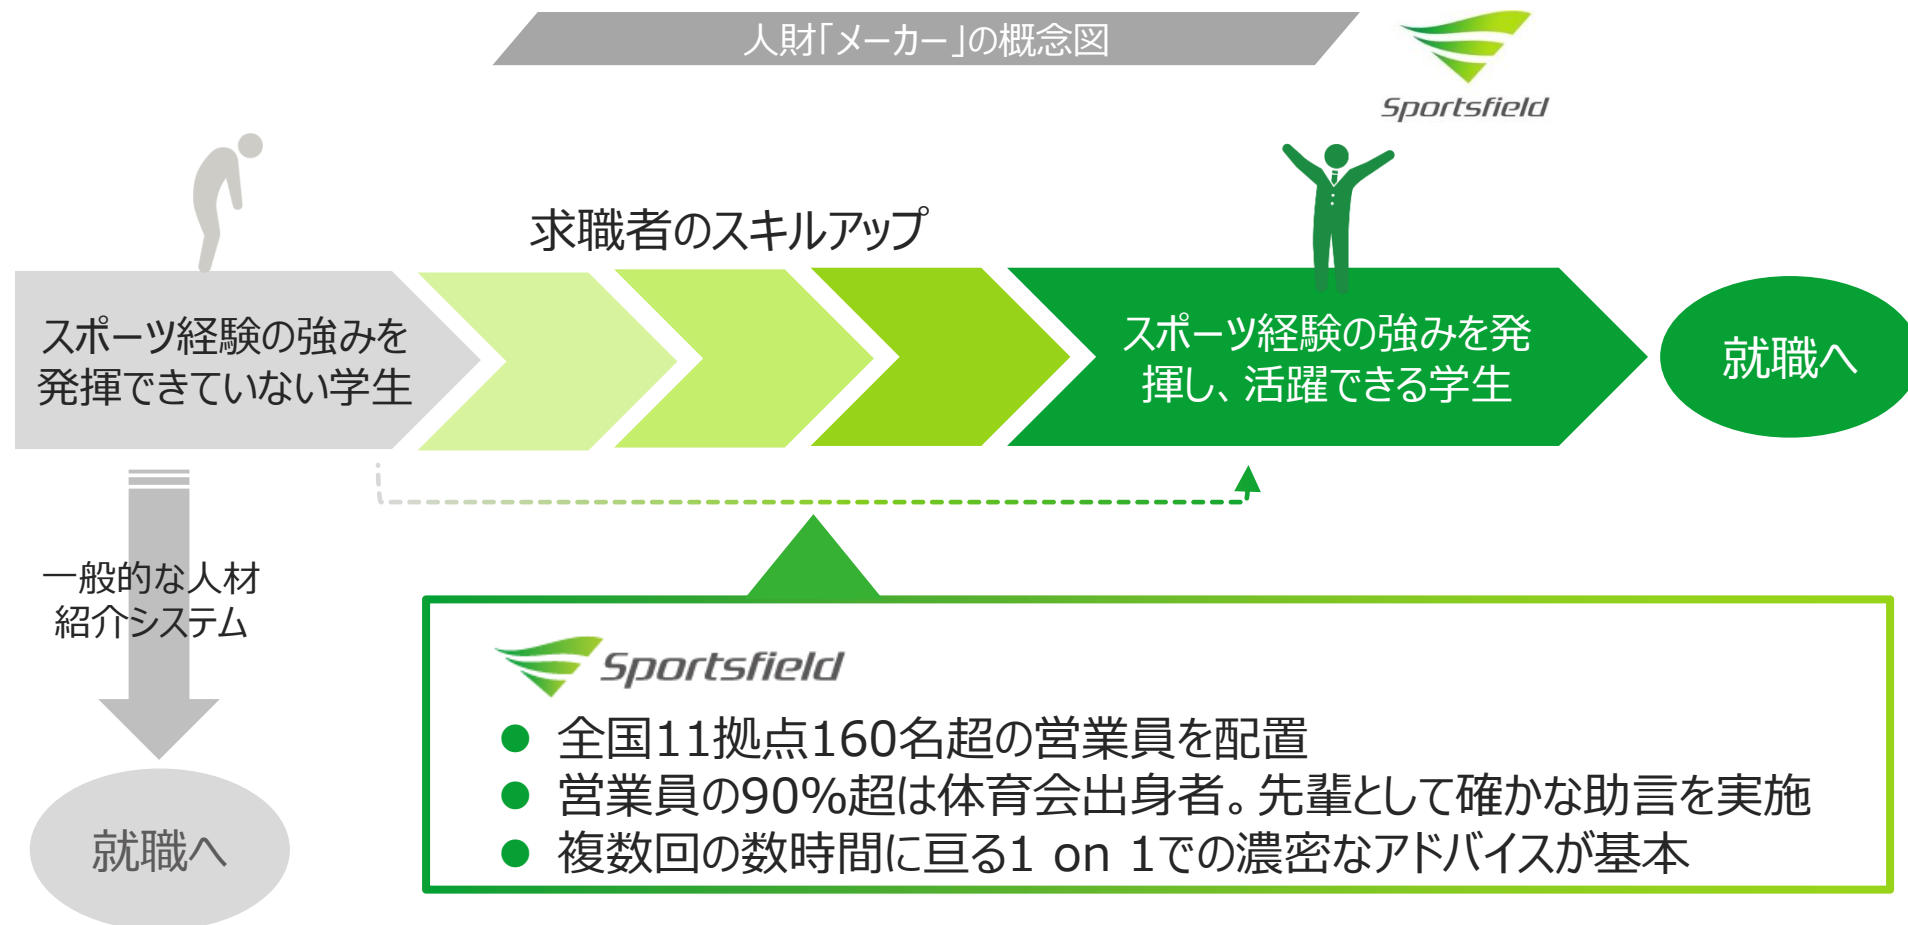 人財「メーカー」の概念図
Sportsfield
求職者のスキルアップ
スポーツ経験の強みを
発揮できていない学生
スポーツ経験の強みを発
揮し、活躍できる学生
就職へ
一般的な人材
紹介システム
就職へ
Sportsfield
● 全国11拠点160名超の営業員を配置
● 営業員の90%超は体育会出身者。先輩として確かな助言を実施
● 複数回の数時間に亘る1 on 1での濃密なアドバイスが基本